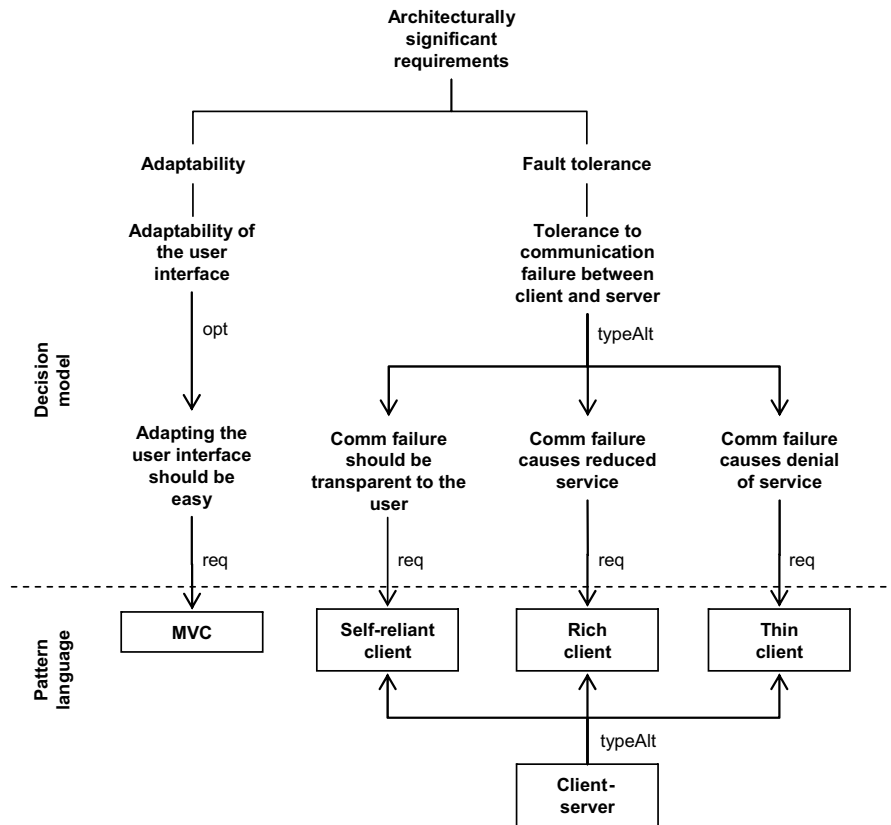 Architecturally
significant
requirements
Adaptability
Fault tolerance
Adaptability of
the user
interface
Tolerance to
communication
failure between
client and server
opt
typeAlt
Decision
model
Adapting the
user interface
should be
easy
Comm failure
should be
transparent to the
user
Comm failure
causes reduced
service
Comm failure
causes denial
of service
req
req
req
req
Pattern
language
MVC
Self-reliant
client
Rich
client
Thin
client
typeAlt
Client-
server